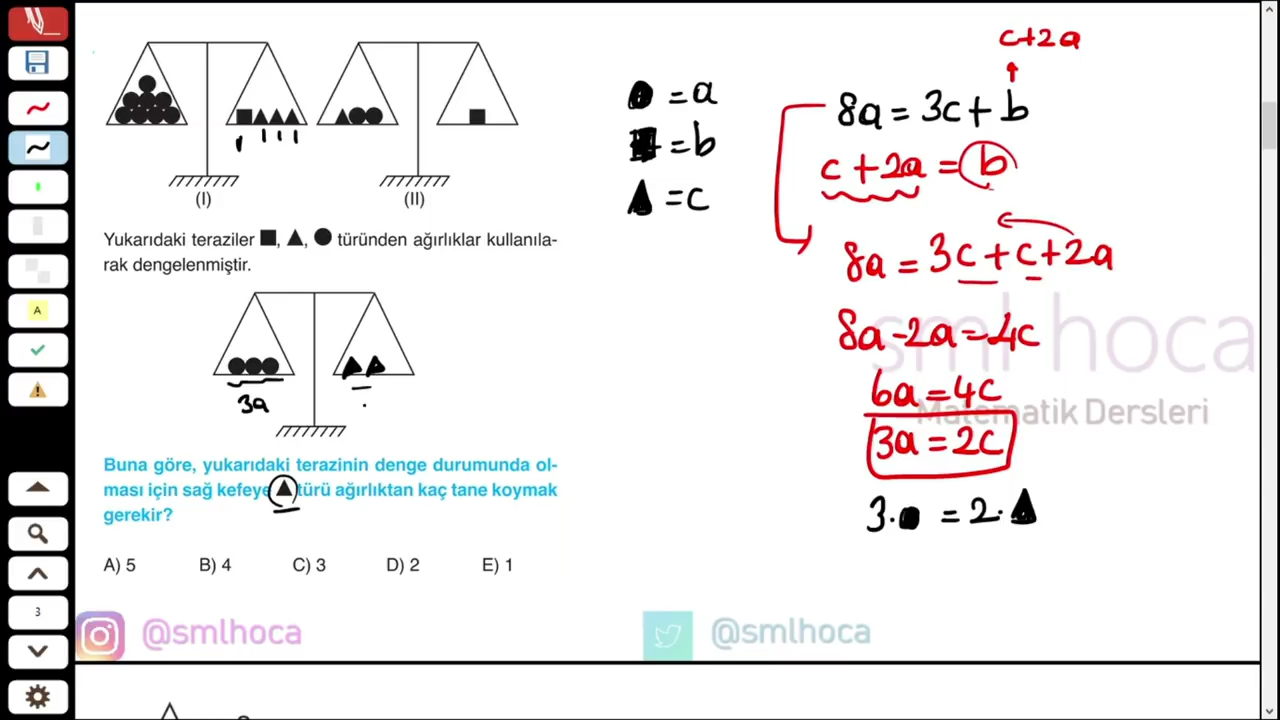 (I)
(II)
Yukarıdaki teraziler ■, ▲, ● türünden ağırlıklar kullanıla-
rak dengelenmiştir.
3a
Buna göre, yukarıdaki terazinin denge durumunda ol-
ması için sağ kefeye ▲ türü ağırlıktan kaç tane koymak
gerekir?
A) 5 B) 4 C) 3 D) 2 E) 1
● = a
■ = b
▲ = c
c+2a
8a = 3c + b
c + 2a = b
8a = 3c + c + 2a
8a - 2a = 4c
6a = 4c
3a = 2c
3.● = 2.▲
sml hoca
Matematik Dersleri
@smlhoca
@smlhoca
A
3